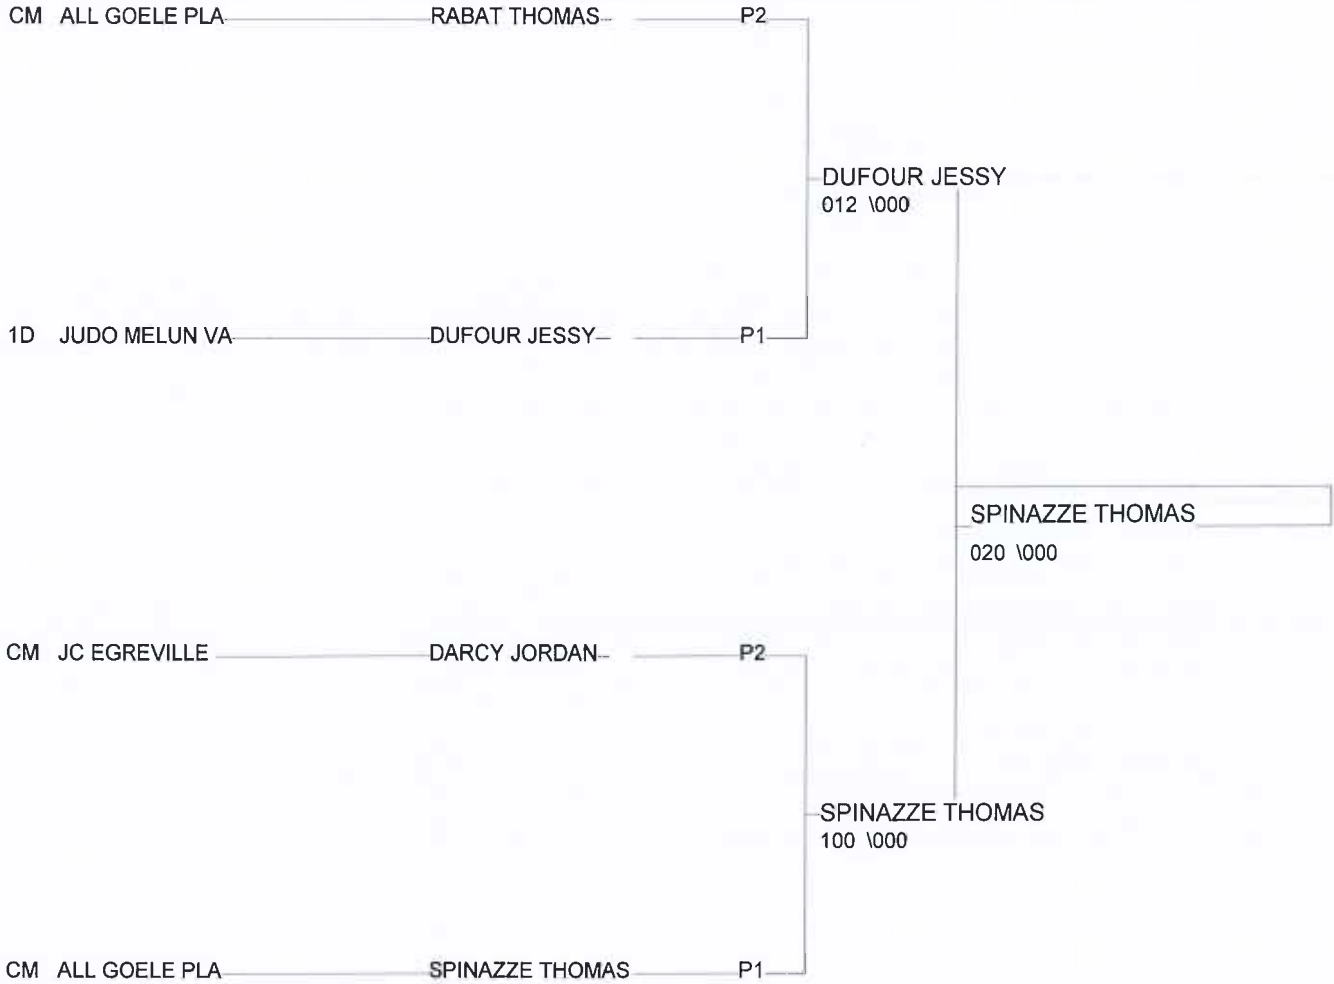 CM ALL GOELE PLA RABAT THOMAS P2
DUFOUR JESSY
012 \000
1D JUDO MELUN VA DUFOUR JESSY P1
SPINAZZE THOMAS
020 \000
CM JC EGREVILLE DARCY JORDAN P2
SPINAZZE THOMAS
100 \000
CM ALL GOELE PLA SPINAZZE THOMAS P1